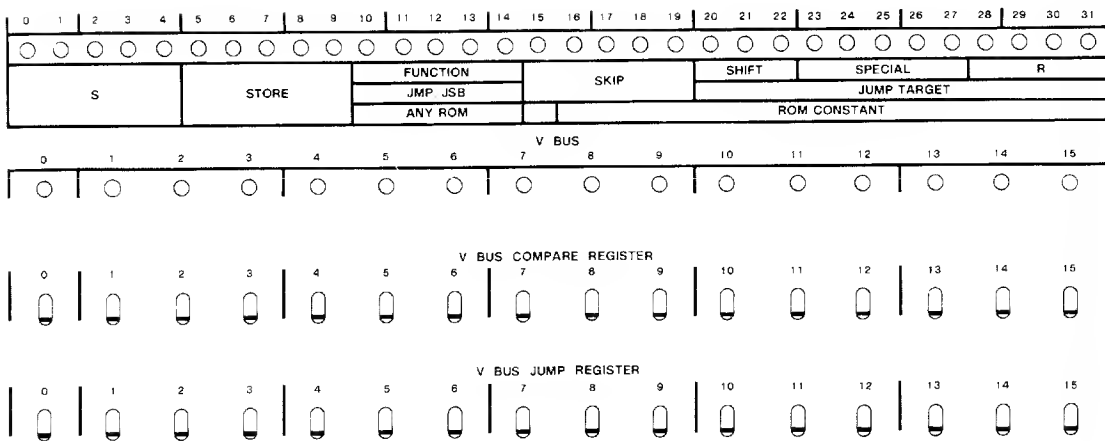 0 1 2 3 4 5 6 7 8 9 10 11 12 13 14 15 16 17 18 19 20 21 22 23 24 25 26 27 28 29 30 31
S STORE FUNCTION SKIP SHIFT SPECIAL R
JMP, JSB JUMP TARGET
ANY ROM ROM CONSTANT
V BUS
0 1 2 3 4 5 6 7 8 9 10 11 12 13 14 15
V BUS COMPARE REGISTER
0 1 2 3 4 5 6 7 8 9 10 11 12 13 14 15
V BUS JUMP REGISTER
0 1 2 3 4 5 6 7 8 9 10 11 12 13 14 15